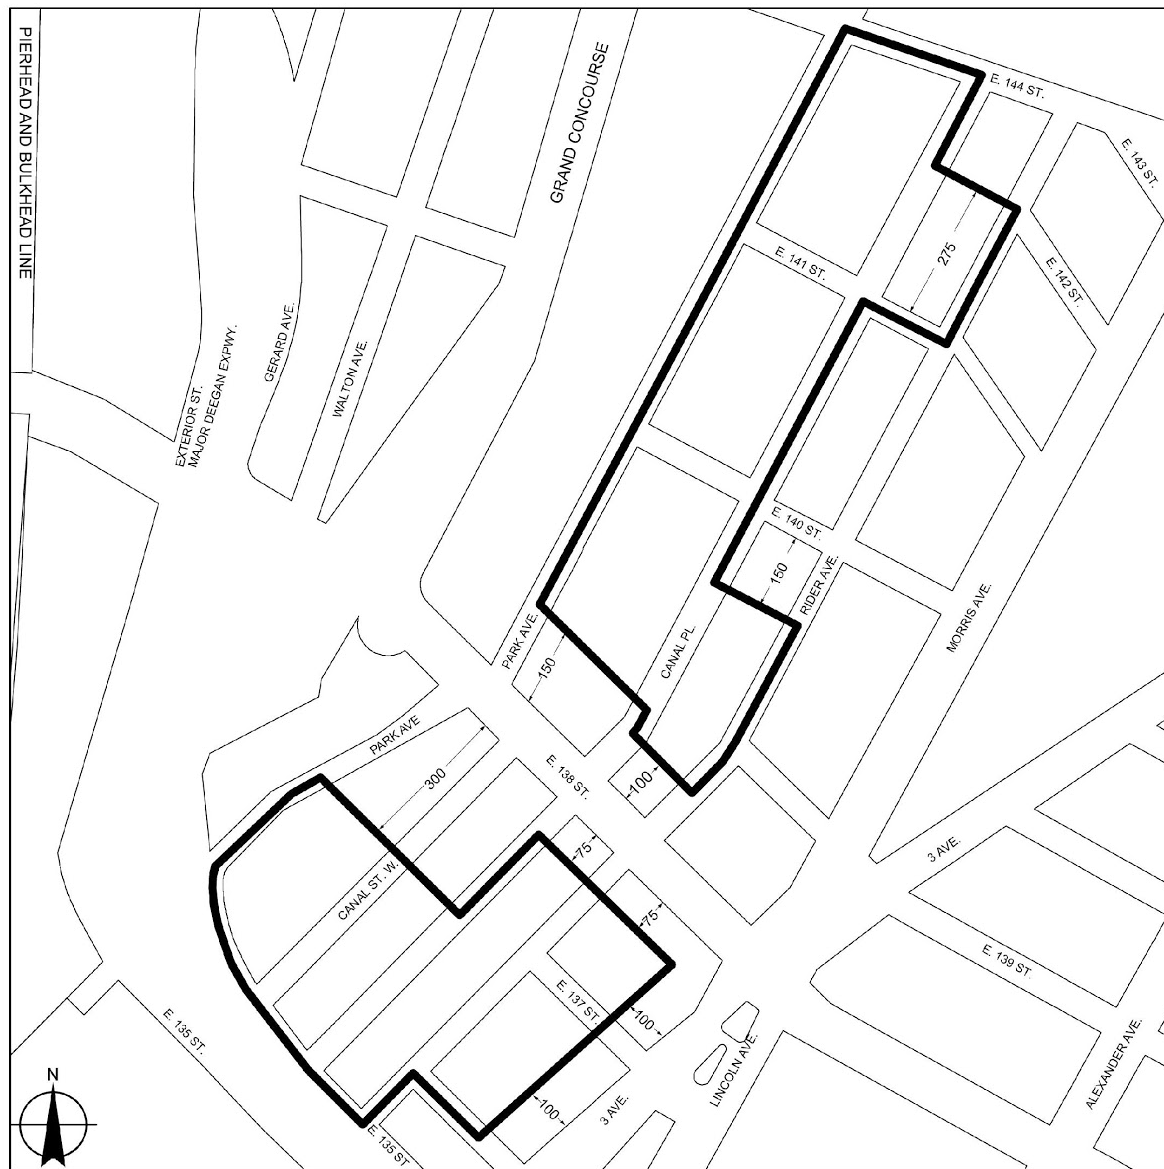 PIERHEAD AND BULKHEAD LINE
GRAND CONCOURSE
E. 144 ST.
E. 143 ST.
E. 142 ST.
E. 141 ST.
275
GERARD AVE.
WALTON AVE.
EXTERIOR ST.
MAJOR DEEGAN EXPWY.
E. 140 ST.
150
RIDER AVE.
MORRIS AVE.
PARK AVE.
150
CANAL PL.
PARK AVE
300
E. 138 ST.
100
75
3 AVE.
CANAL ST. W.
75
E. 139 ST.
E. 137 ST.
100
E. 135 ST.
LINCOLN AVE.
ALEXANDER AVE.
N
100
3 AVE.
E. 135 ST